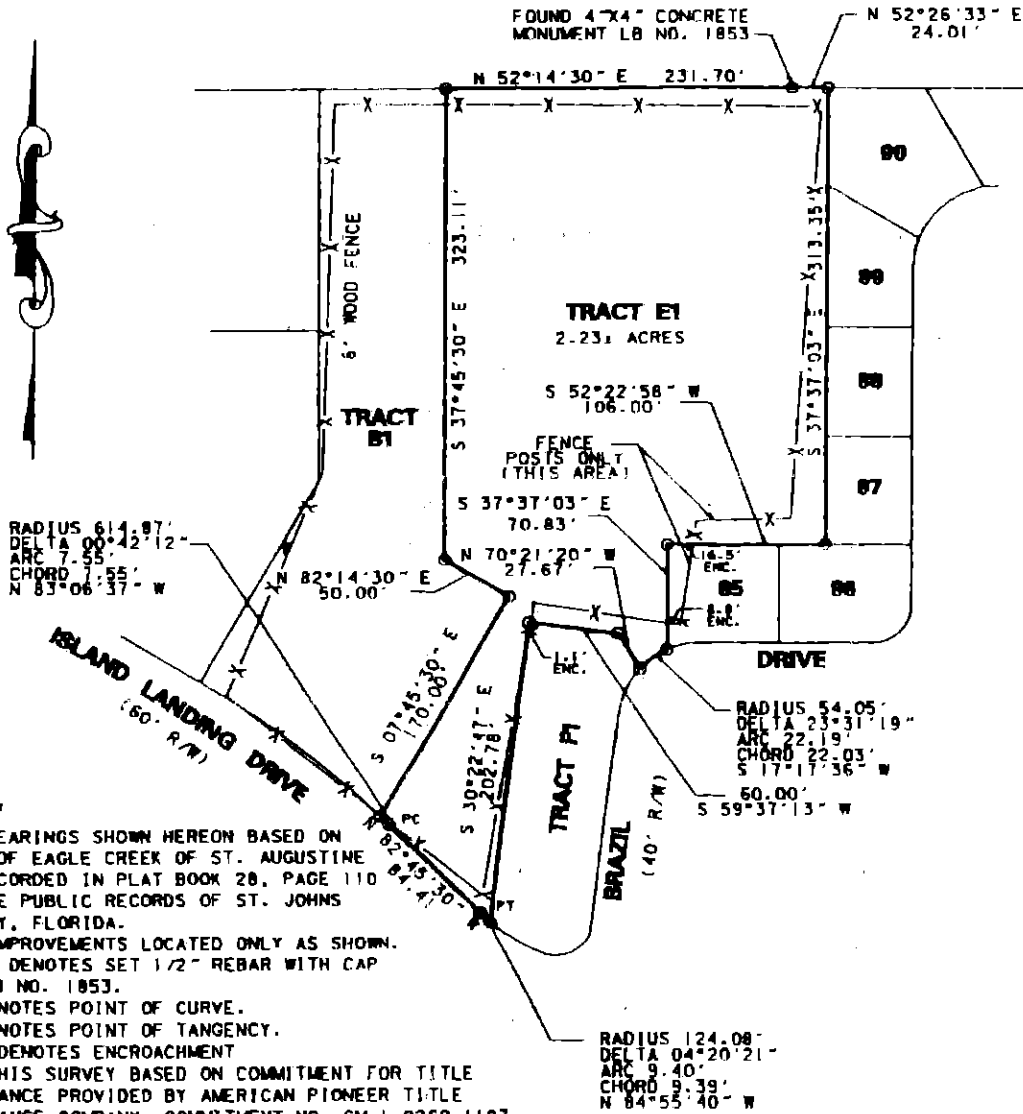 FOUND 4"X4" CONCRETE
MONUMENT LB NO. 1853
N 52°26'33" E
24.01'
N 52°14'30" E 231.70'
90
6' WOOD FENCE
S 37°45'30" E 323.11'
S 37°37'03" E 313.35'
89
TRACT E1
2.23± ACRES
88
S 52°22'58" W
106.00'
TRACT
B1
FENCE
POSTS ONLY
(THIS AREA)
87
S 37°37'03" E
70.83'
RADIUS 614.87'
DELTA 00°42'12"
ARC 7.55'
CHORD 7.55'
N 83°06'37" W
N 70°21'20" W
27.67'
16.5'
ENC.
N 82°14'30" E
50.00'
85
86
8.8'
ENC.
1.1'
ENC.
DRIVE
ISLAND LANDING DRIVE
(60' R/W)
S 07°45'30" E
170.00'
S 30°22'47" E
202.78'
TRACT P1
BRAZIL
(40' R/W)
RADIUS 54.05'
DELTA 23°31'19"
ARC 22.19'
CHORD 22.03'
S 17°17'36" W
60.00'
S 59°37'13" W
PC
N 82°45'30"
84.41
PT
EARINGS SHOWN HEREON BASED ON
OF EAGLE CREEK OF ST. AUGUSTINE
CORDED IN PLAT BOOK 28, PAGE 110
E PUBLIC RECORDS OF ST. JOHNS
Y, FLORIDA.
MPROVEMENTS LOCATED ONLY AS SHOWN.
DENOTES SET 1/2" REBAR WITH CAP
NO. 1853.
NOTES POINT OF CURVE.
NOTES POINT OF TANGENCY.
DENOTES ENCROACHMENT
HIS SURVEY BASED ON COMMITMENT FOR TITLE
ANCE PROVIDED BY AMERICAN PIONEER TITLE
RADIUS 124.08'
DELTA 04°20'21"
ARC 9.40'
CHORD 9.39'
N 84°55'40" W